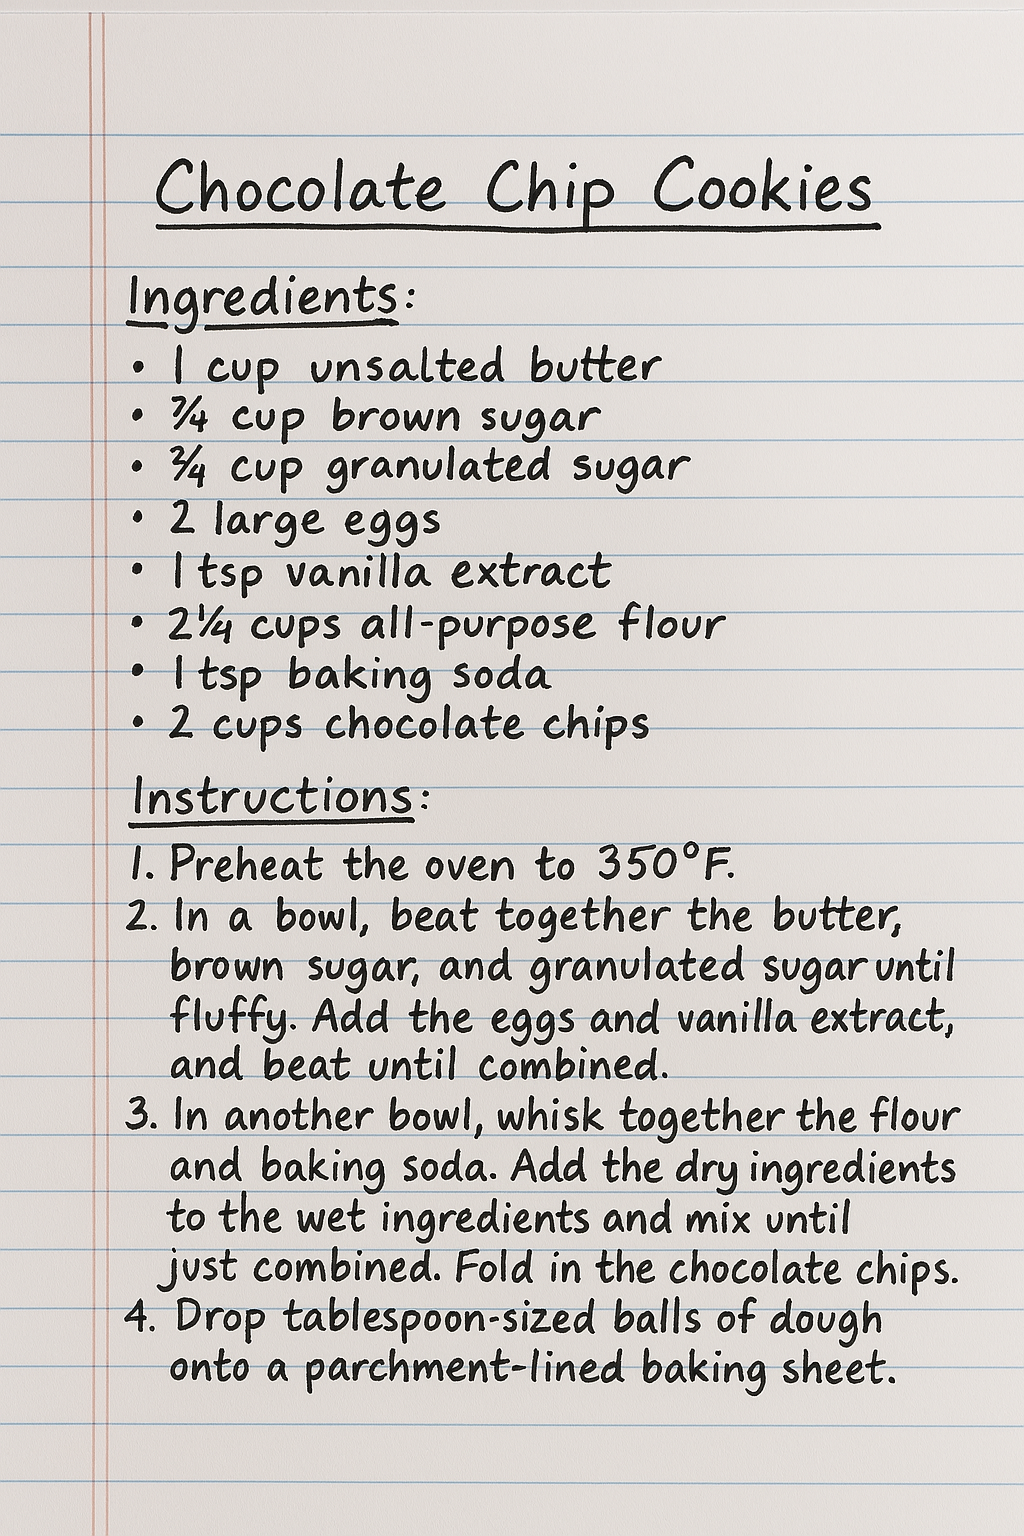 Chocolate Chip Cookies
Ingredients:
• 1 cup unsalted butter
• ¾ cup brown sugar
• ¾ cup granulated sugar
• 2 large eggs
• 1 tsp vanilla extract
• 2¼ cups all-purpose flour
• 1 tsp baking soda
• 2 cups chocolate chips
Instructions:
1. Preheat the oven to 350°F.
2. In a bowl, beat together the butter,
brown sugar, and granulated sugar until
fluffy. Add the eggs and vanilla extract,
and beat until combined.
3. In another bowl, whisk together the flour
and baking soda. Add the dry ingredients
to the wet ingredients and mix until
just combined. Fold in the chocolate chips.
4. Drop tablespoon-sized balls of dough
onto a parchment-lined baking sheet.